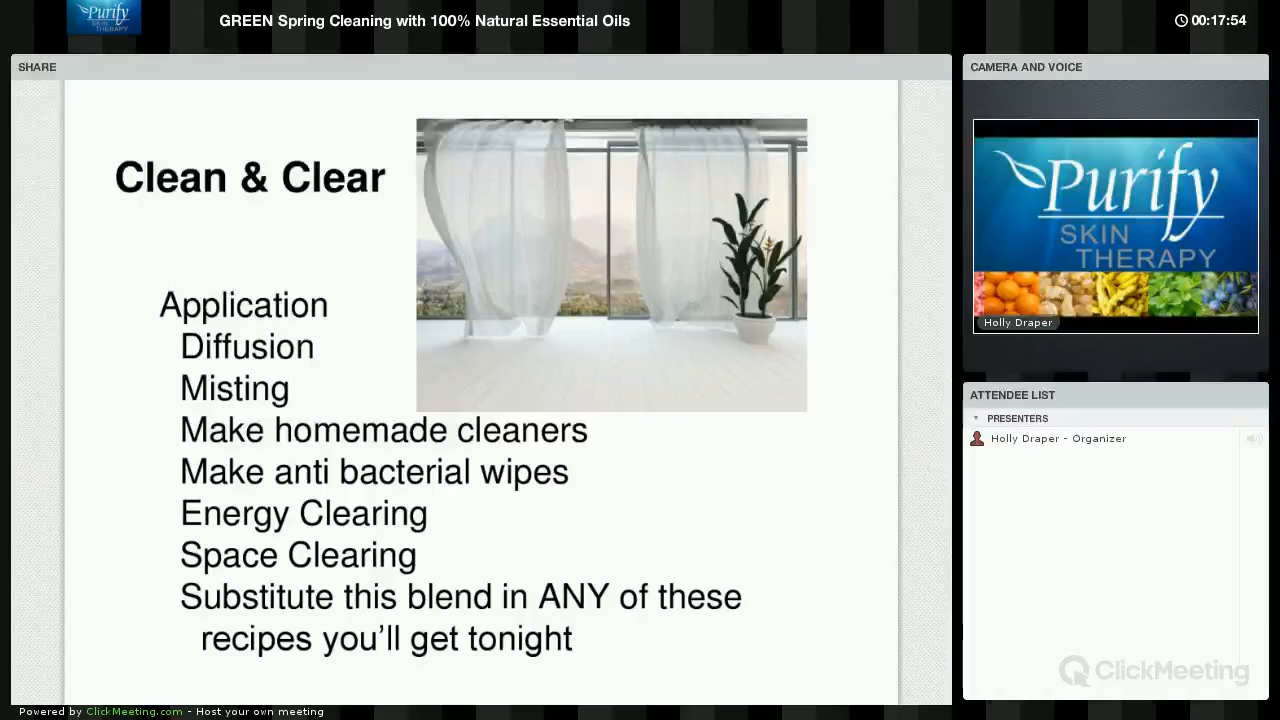 Purify
SKIN
THERAPY
GREEN Spring Cleaning with 100% Natural Essential Oils
00:17:54
SHARE
Clean & Clear
Application
Diffusion
Misting
Make homemade cleaners
Make anti bacterial wipes
Energy Clearing
Space Clearing
Substitute this blend in ANY of these
recipes you’ll get tonight
CAMERA AND VOICE
Purify
SKIN
THERAPY
Holly Draper
ATTENDEE LIST
PRESENTERS
Holly Draper - Organizer
ClickMeeting
Powered by ClickMeeting.com - Host your own meeting